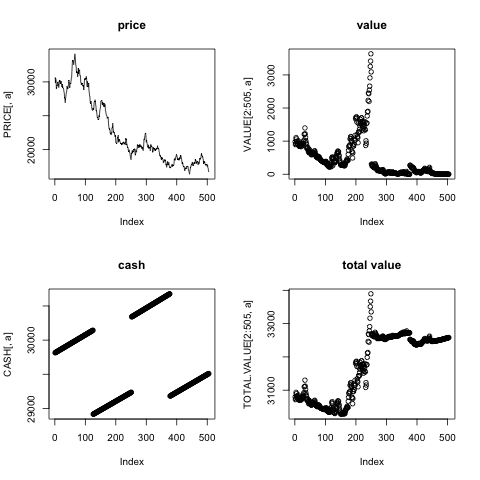 price
PRICE[, a]
20000 30000
0 100 200 300 400 500
Index
value
VALUE[2:505, a]
0 1000 2000 3000
0 100 200 300 400 500
Index
cash
CASH[, a]
29000 30000
0 100 200 300 400 500
Index
total value
TOTAL.VALUE[2:505, a]
31000 33000
0 100 200 300 400 500
Index